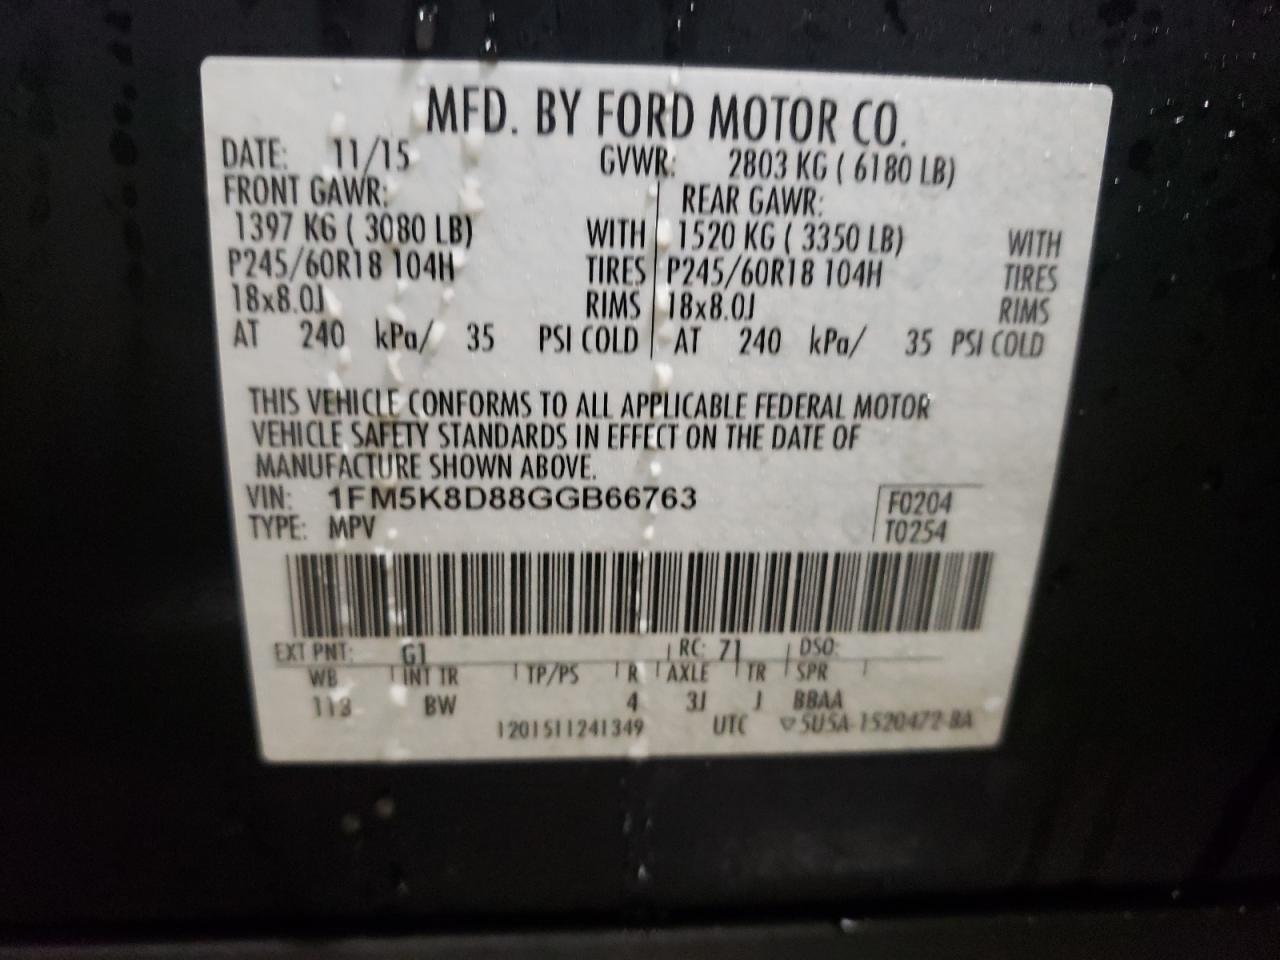 MFD. BY FORD MOTOR CO.
DATE: 11/15 GVWR: 2803 KG ( 6180 LB)
FRONT GAWR: REAR GAWR:
1397 KG ( 3080 LB) WITH 1520 KG ( 3350 LB) WITH
P245/60R18 104H TIRES P245/60R18 104H TIRES
18x8.0J RIMS 18x8.0J RIMS
AT 240 kPa/ 35 PSI COLD AT 240 kPa/ 35 PSI COLD
THIS VEHICLE CONFORMS TO ALL APPLICABLE FEDERAL MOTOR
VEHICLE SAFETY STANDARDS IN EFFECT ON THE DATE OF
MANUFACTURE SHOWN ABOVE.
VIN: 1FM5K8D88GGB66763 F0204
TYPE: MPV T0254
EXT PNT: G1 RC: 71 DSO:
WB INT TR TP/PS R AXLE TR SPR
113 BW 4 3J J BBAA
1201511241349 UTC ▽SUSA-1520472-BA